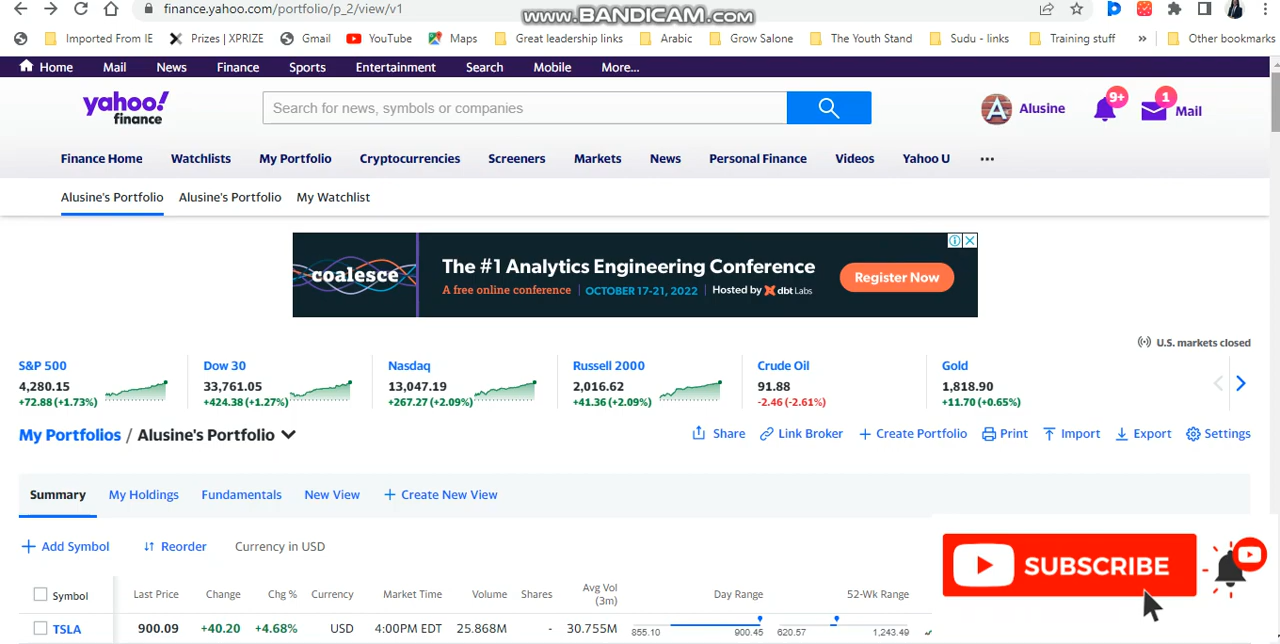 finance.yahoo.com/portfolio/p_2/view/v1
www.BANDICAM.com
Imported From IE Prizes | XPRIZE Gmail YouTube Maps Great leadership links Arabic Grow Salone The Youth Stand Sudu - links Training stuff » Other bookmarks
Home Mail News Finance Sports Entertainment Search Mobile More...
yahoo!
finance
Search for news, symbols or companies
A Alusine 9+ 1 Mail
Finance Home Watchlists My Portfolio Cryptocurrencies Screeners Markets News Personal Finance Videos Yahoo U ...
Alusine's Portfolio Alusine's Portfolio My Watchlist
coalesce
The #1 Analytics Engineering Conference
A free online conference | OCTOBER 17-21, 2022 | Hosted by dbt Labs
Register Now
U.S. markets closed
S&P 500 Dow 30 Nasdaq Russell 2000 Crude Oil Gold
4,280.15 33,761.05 13,047.19 2,016.62 91.88 1,818.90
+72.88 (+1.73%) +424.38 (+1.27%) +267.27 (+2.09%) +41.36 (+2.09%) -2.46 (-2.61%) +11.70 (+0.65%)
My Portfolios / Alusine's Portfolio Share Link Broker + Create Portfolio Print Import Export Settings
Summary My Holdings Fundamentals New View + Create New View
+ Add Symbol Reorder Currency in USD
SUBSCRIBE
Symbol Last Price Change Chg % Currency Market Time Volume Shares Avg Vol (3m) Day Range 52-Wk Range
TSLA 900.09 +40.20 +4.68% USD 4:00PM EDT 25.868M - 30.755M 855.10 900.45 620.57 1,243.49